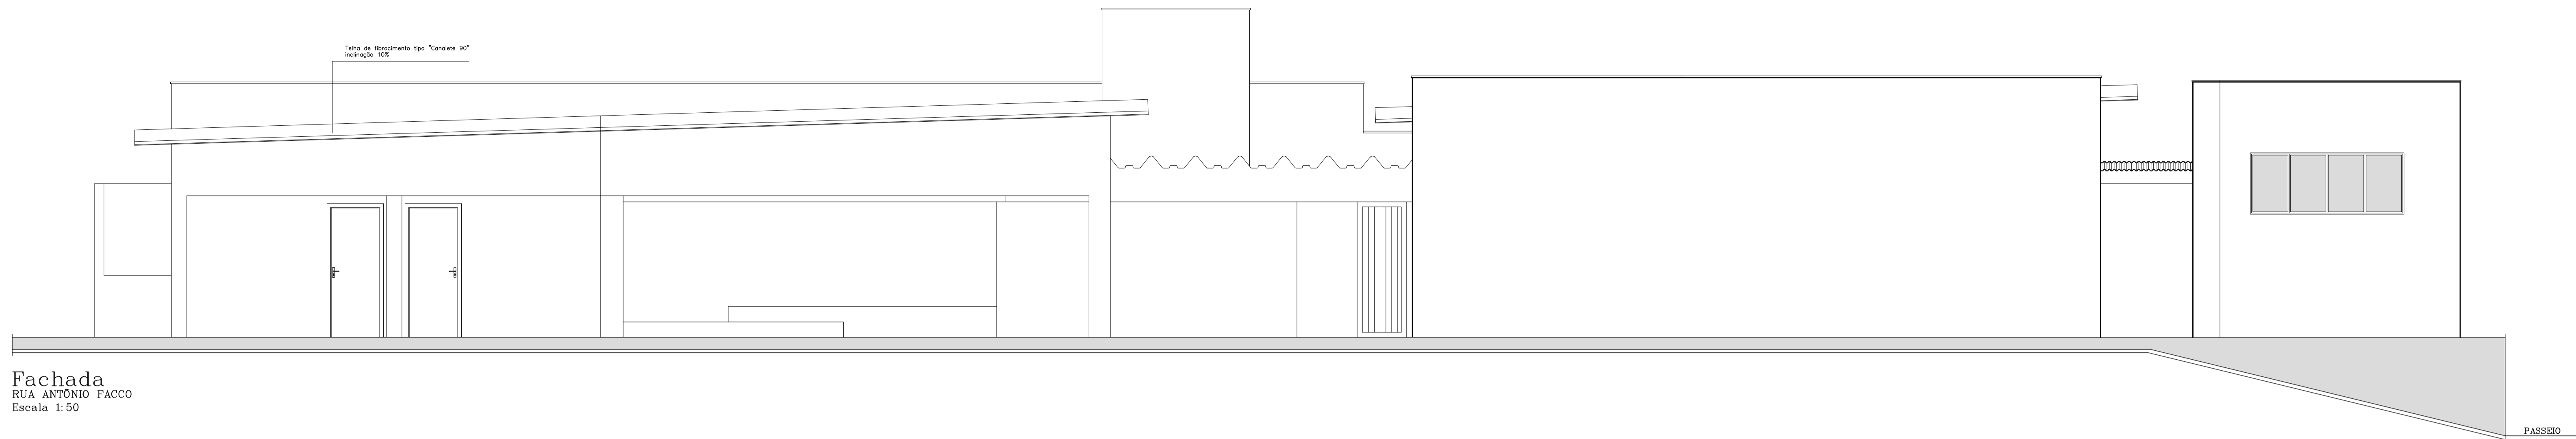 Telha de fibrocimento tipo "Canalete 90"
inclinação 10%
Fachada
RUA ANTÔNIO FACCO
Escala 1:50
PASSEIO